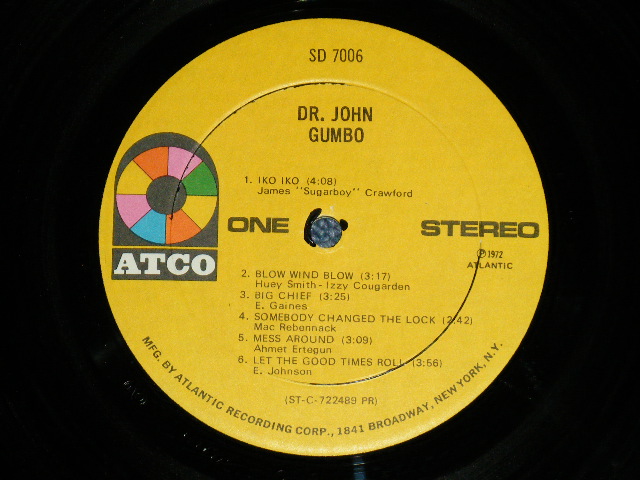 SD 7006
DR. JOHN
GUMBO
1. IKO IKO (4:08)
James "Sugarboy" Crawford
ONE
STEREO
ATCO
℗1972
ATLANTIC
2. BLOW WIND BLOW (3:17)
Huey Smith - Izzy Cougarden
3. BIG CHIEF (3:25)
E. Gaines
4. SOMEBODY CHANGED THE LOCK (2:42)
Mac Rebennack
5. MESS AROUND (3:09)
Ahmet Ertegun
6. LET THE GOOD TIMES ROLL (3:56)
E. Johnson
(ST-C-722489 PR)
MFG. BY ATLANTIC RECORDING CORP., 1841 BROADWAY, NEW YORK, N.Y.